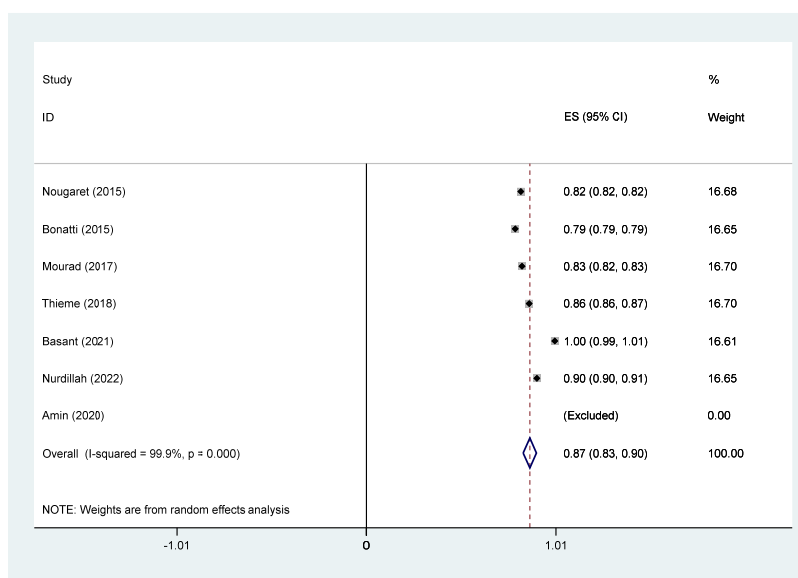 Study %
ID ES (95% CI) Weight
Nougaret (2015) 0.82 (0.82, 0.82) 16.68
Bonatti (2015) 0.79 (0.79, 0.79) 16.65
Mourad (2017) 0.83 (0.82, 0.83) 16.70
Thieme (2018) 0.86 (0.86, 0.87) 16.70
Basant (2021) 1.00 (0.99, 1.01) 16.61
Nurdillah (2022) 0.90 (0.90, 0.91) 16.65
Amin (2020) (Excluded) 0.00
Overall (I-squared = 99.9%, p = 0.000) 0.87 (0.83, 0.90) 100.00
NOTE: Weights are from random effects analysis
-1.01 0 1.01